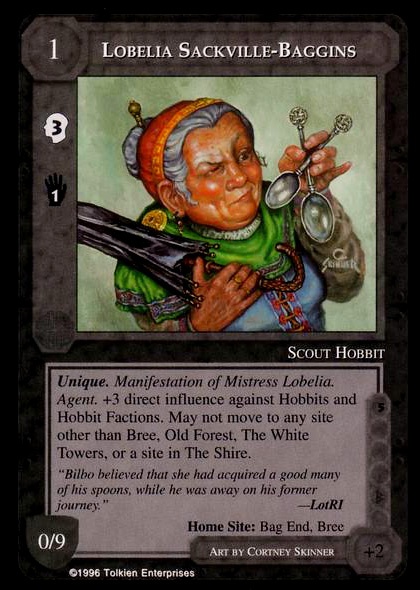 1
LOBELIA SACKVILLE-BAGGINS
3
1
SCOUT HOBBIT
Unique. Manifestation of Mistress Lobelia.
Agent. +3 direct influence against Hobbits and
Hobbit Factions. May not move to any site
other than Bree, Old Forest, The White
Towers, or a site in The Shire.
5
“Bilbo believed that she had acquired a good many
of his spoons, while he was away on his former
journey.” —LotRI
Home Site: Bag End, Bree
0/9
ART BY CORTNEY SKINNER
+2
©1996 Tolkien Enterprises